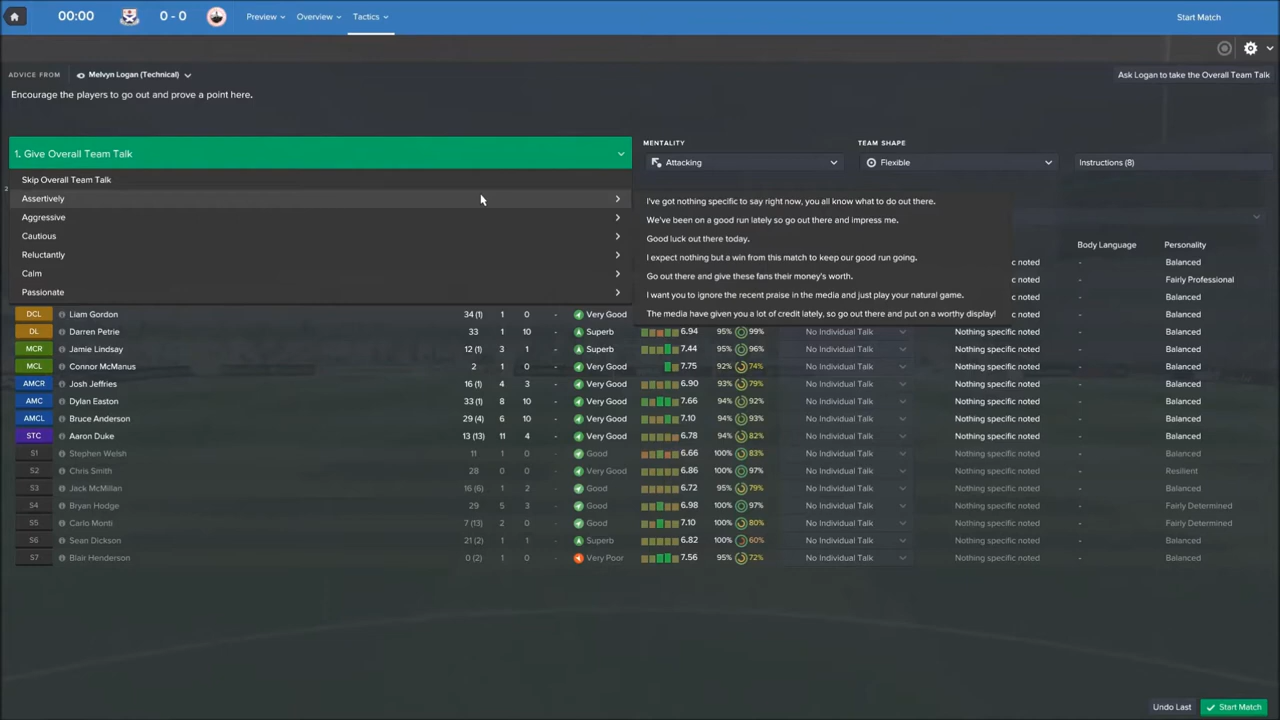 00:00 0 - 0 Preview Overview Tactics Start Match
ADVICE FROM Melvyn Logan (Technical) Ask Logan to take the Overall Team Talk
Encourage the players to go out and prove a point here.
MENTALITY TEAM SHAPE
1. Give Overall Team Talk Attacking Flexible Instructions (8)
Skip Overall Team Talk
2
Assertively I've got nothing specific to say right now, you all know what to do out there.
Aggressive We've been on a good run lately so go out there and impress me.
Cautious Good luck out there today. Body Language Personality
Reluctantly I expect nothing but a win from this match to keep our good run going. c noted - Balanced
Calm Go out there and give these fans their money's worth. c noted - Fairly Professional
Passionate I want you to ignore the recent praise in the media and just play your natural game. c noted - Balanced
DCL Liam Gordon 34 (1) 1 0 - Very Good The media have given you a lot of credit lately, so go out there and put on a worthy display! c noted - Balanced
DL Darren Petrie 33 1 10 - Superb 6.94 95% 99% No Individual Talk Nothing specific noted - Balanced
MCR Jamie Lindsay 12 (1) 3 1 - Superb 7.44 95% 96% No Individual Talk Nothing specific noted - Balanced
MCL Connor McManus 2 1 0 - Very Good 7.75 92% 74% No Individual Talk Nothing specific noted - Balanced
AMCR Josh Jeffries 16 (1) 4 3 - Very Good 6.90 93% 79% No Individual Talk Nothing specific noted - Balanced
AMC Dylan Easton 33 (1) 8 10 - Very Good 7.66 94% 92% No Individual Talk Nothing specific noted - Balanced
AMCL Bruce Anderson 29 (4) 6 10 - Very Good 7.10 94% 93% No Individual Talk Nothing specific noted - Balanced
STC Aaron Duke 13 (13) 11 4 - Very Good 6.78 94% 82% No Individual Talk Nothing specific noted - Balanced
S1 Stephen Welsh 11 1 0 - Good 6.66 100% 83% No Individual Talk Nothing specific noted - Balanced
S2 Chris Smith 28 0 0 - Very Good 6.86 100% 97% No Individual Talk Nothing specific noted - Resilient
S3 Jack McMillan 16 (6) 1 2 - Good 6.72 95% 79% No Individual Talk Nothing specific noted - Balanced
S4 Bryan Hodge 29 5 3 - Good 6.98 100% 97% No Individual Talk Nothing specific noted - Fairly Determined
S5 Carlo Monti 7 (13) 2 0 - Good 7.10 100% 80% No Individual Talk Nothing specific noted - Fairly Determined
S6 Sean Dickson 21 (2) 1 1 - Superb 6.82 100% 60% No Individual Talk Nothing specific noted - Balanced
S7 Blair Henderson 0 (2) 1 0 - Very Poor 7.56 95% 72% No Individual Talk Nothing specific noted - Balanced
Undo Last Start Match